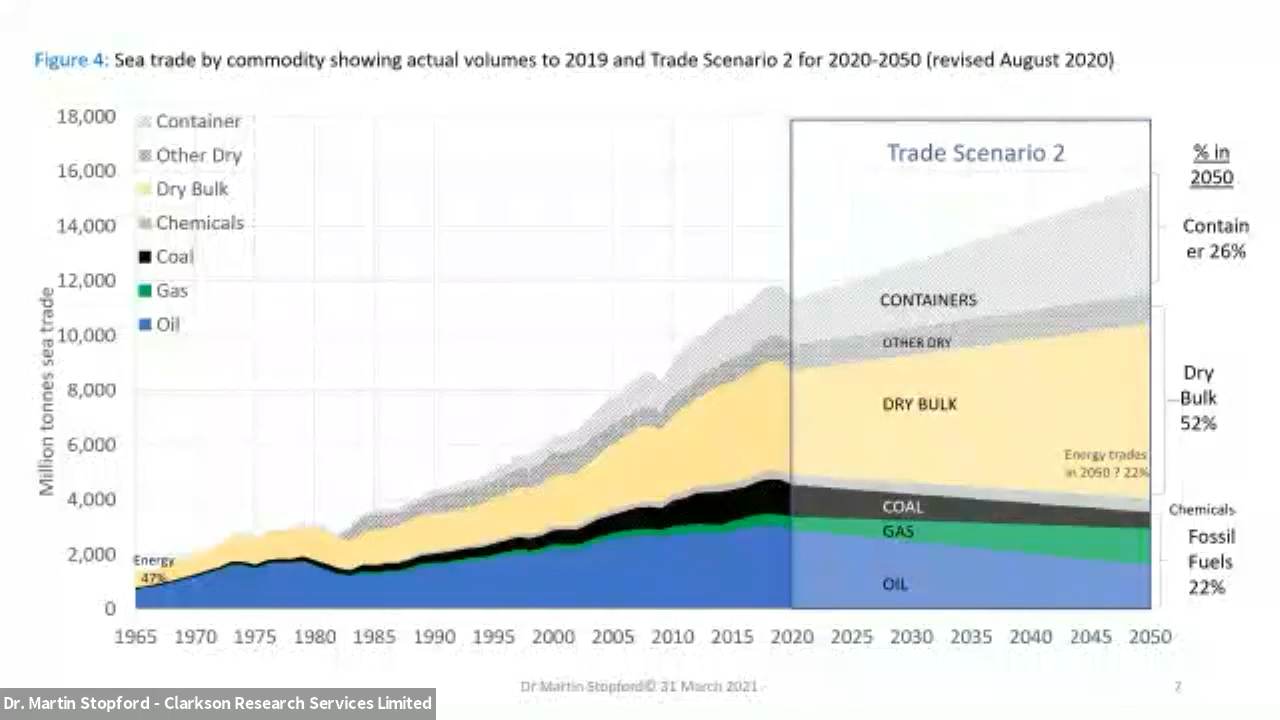 Figure 4: Sea trade by commodity showing actual volumes to 2019 and Trade Scenario 2 for 2020-2050 (revised August 2020)
18,000
16,000
14,000
12,000
10,000
8,000
6,000
4,000
2,000
0
Million tonnes sea trade
Container
Other Dry
Dry Bulk
Chemicals
Coal
Gas
Oil
Energy
47%
Trade Scenario 2
CONTAINERS
OTHER DRY
DRY BULK
Energy trades
in 2050 ? 22%
COAL
GAS
OIL
% in
2050
Contain
er 26%
Dry
Bulk
52%
Chemicals
Fossil
Fuels
22%
1965 1970 1975 1980 1985 1990 1995 2000 2005 2010 2015 2020 2025 2030 2035 2040 2045 2050
Dr Martin Stopford© 31 March 2021
7
Dr. Martin Stopford - Clarkson Research Services Limited